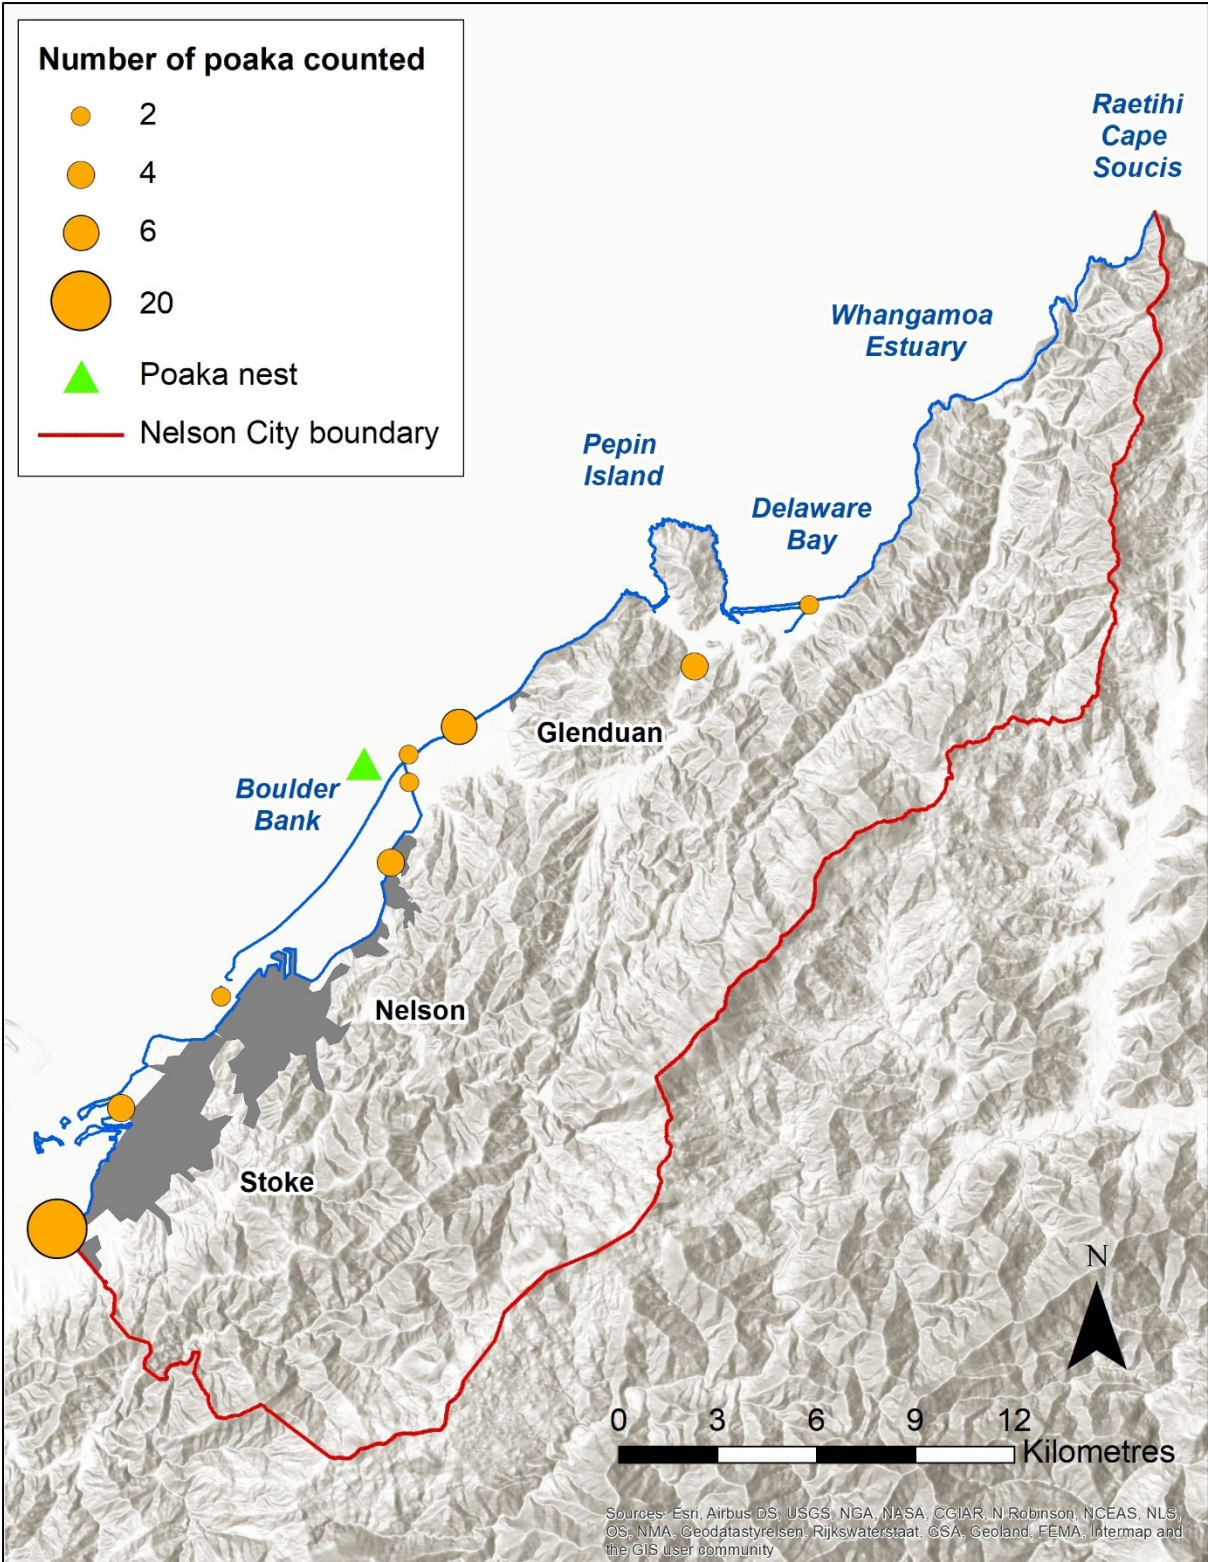 Number of poaka counted
2
4
6
20
Poaka nest
Nelson City boundary
Raetihi
Cape
Soucis
Whangamoa
Estuary
Pepin
Island
Delaware
Bay
Glenduan
Boulder
Bank
Nelson
Stoke
N
0 3 6 9 12
Kilometres
Sources: Esri, Airbus DS, USGS, NGA, NASA, CGIAR, N Robinson, NCEAS, NLS,
OS, NMA, Geodatastyrelsen, Rijkswaterstaat, GSA, Geoland, FEMA, Intermap and
the GIS user community